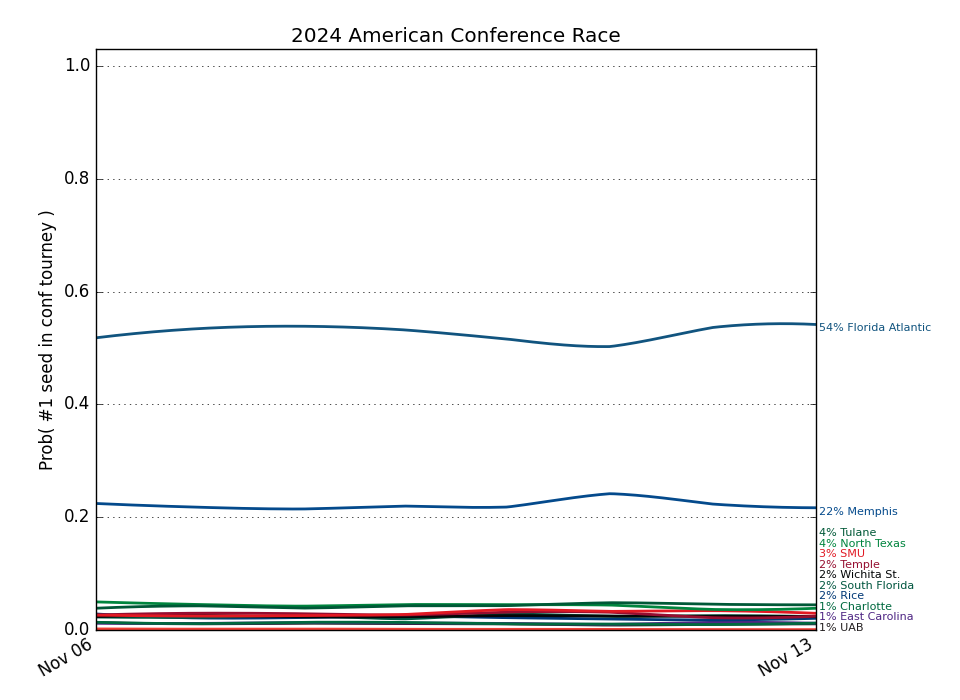 2024 American Conference Race
Prob( #1 seed in conf tourney )
1.0
0.8
0.6
0.4
0.2
0.0
Nov 06
Nov 13
54% Florida Atlantic
22% Memphis
4% Tulane
4% North Texas
3% SMU
2% Temple
2% Wichita St.
2% South Florida
2% Rice
1% Charlotte
1% East Carolina
1% UAB